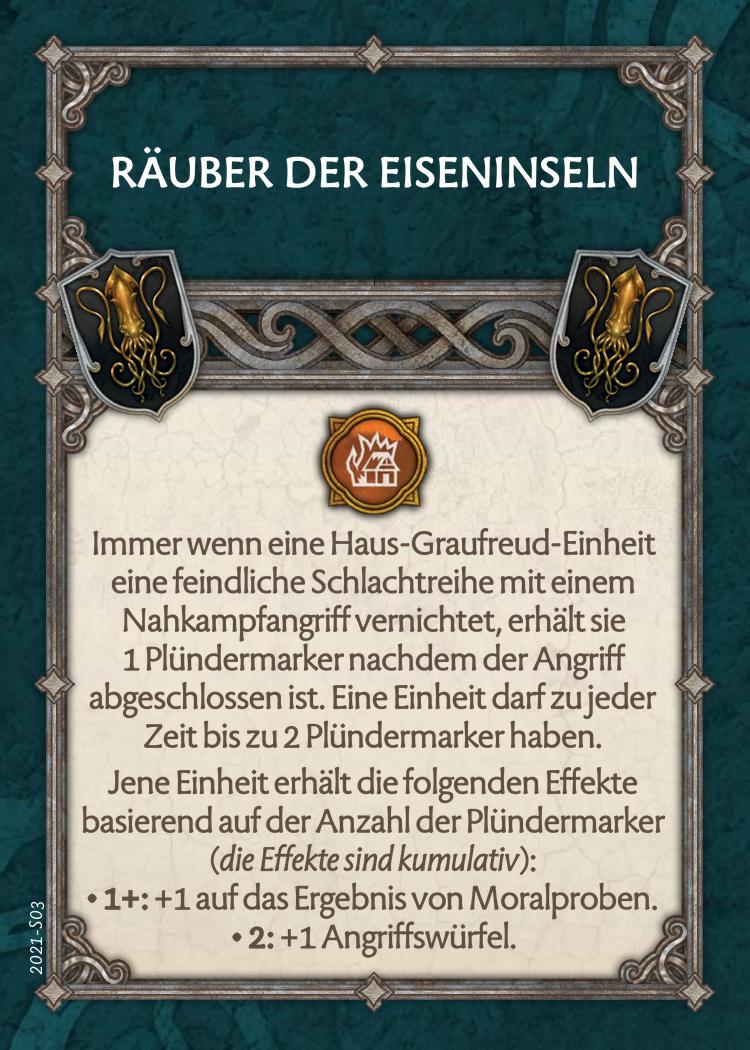 RÄUBER DER EISENINSELN
Immer wenn eine Haus-Graufreud-Einheit
eine feindliche Schlachtreihe mit einem
Nahkampfangriff vernichtet, erhält sie
1 Plündermarker nachdem der Angriff
abgeschlossen ist. Eine Einheit darf zu jeder
Zeit bis zu 2 Plündermarker haben.
Jene Einheit erhält die folgenden Effekte
basierend auf der Anzahl der Plündermarker
(die Effekte sind kumulativ):
• 1+: +1 auf das Ergebnis von Moralproben.
• 2: +1 Angriffswürfel.
2021-S03